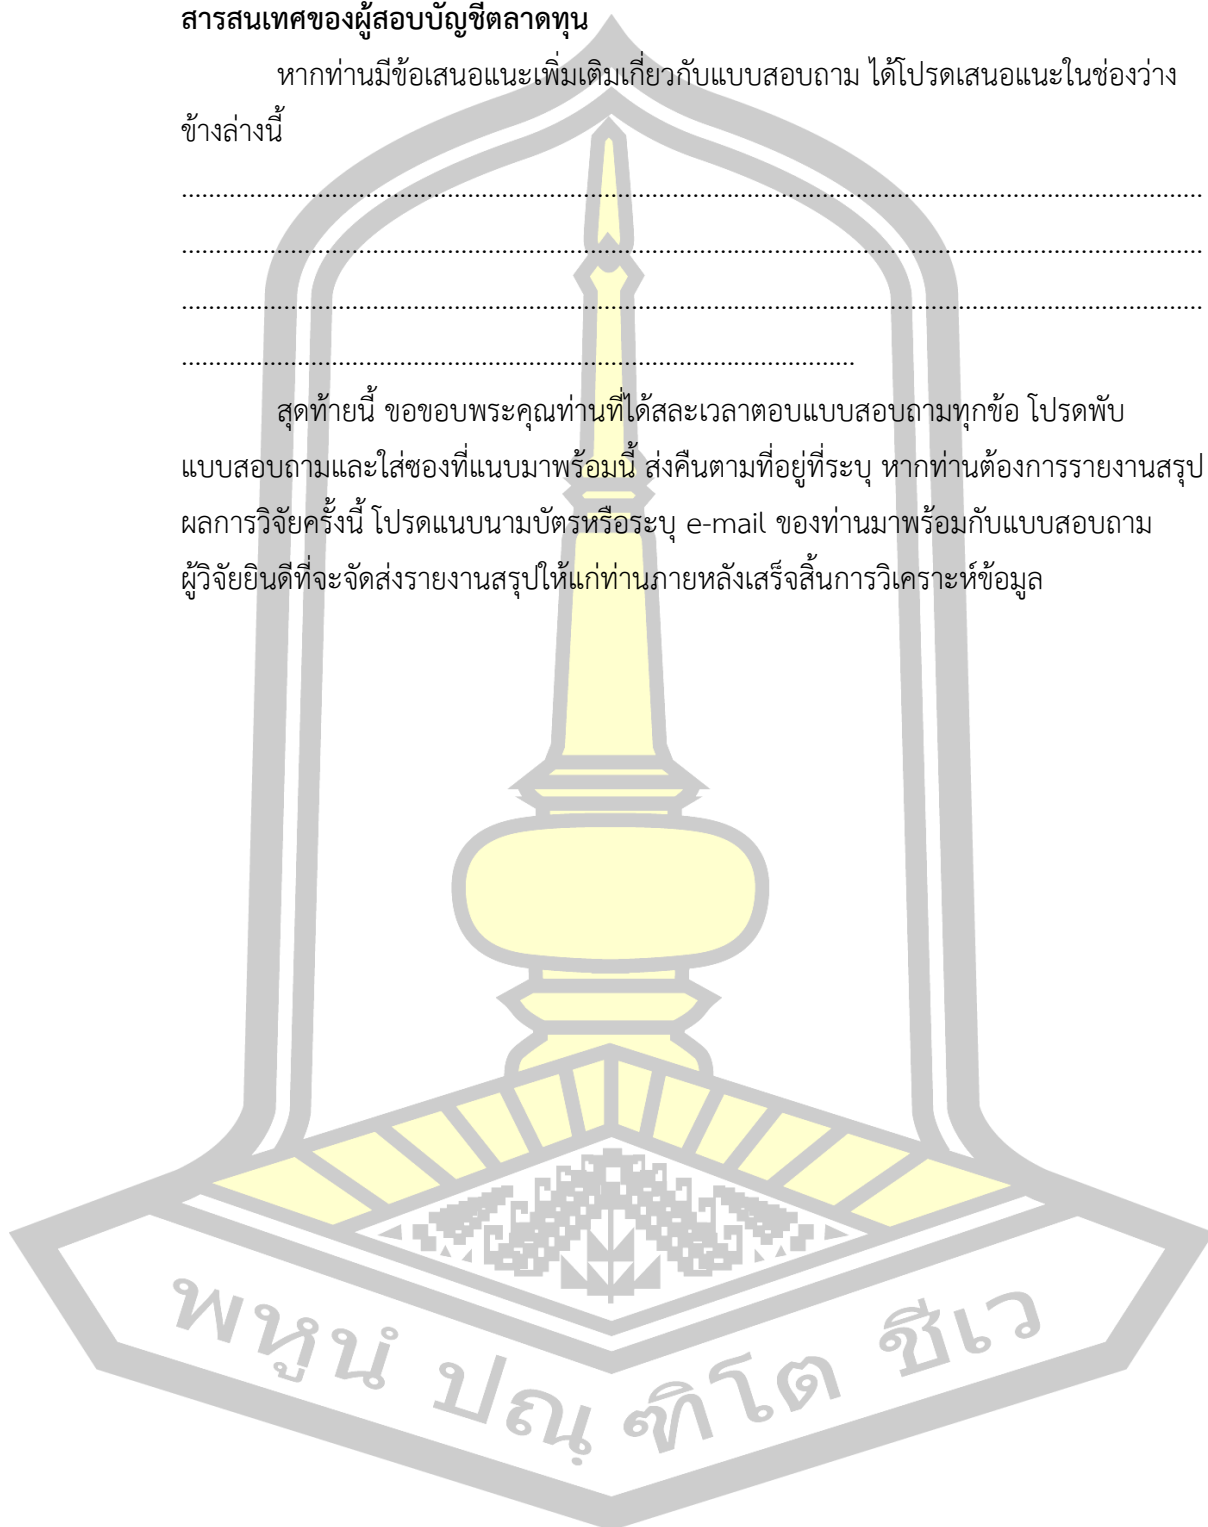 สารสนเทศของผู้สอบบัญชีตลาดทุน
หากท่านมีข้อเสนอแนะเพิ่มเติมเกี่ยวกับแบบสอบถาม ได้โปรดเสนอแนะในช่องว่าง
ข้างล่างนี้
.......................................................................................................................................................
.......................................................................................................................................................
.......................................................................................................................................................
....................................................................................................
สุดท้ายนี้ ขอขอบพระคุณท่านที่ได้สละเวลาตอบแบบสอบถามทุกข้อ โปรดพับ
แบบสอบถามและใส่ซองที่แนบมาพร้อมนี้ ส่งคืนตามที่อยู่ที่ระบุ หากท่านต้องการรายงานสรุป
ผลการวิจัยครั้งนี้ โปรดแนบนามบัตรหรือระบุ e-mail ของท่านมาพร้อมกับแบบสอบถาม
ผู้วิจัยยินดีที่จะจัดส่งรายงานสรุปให้แก่ท่านภายหลังเสร็จสิ้นการวิเคราะห์ข้อมูล
พหูนํ ปณฺ ฑิโต ชีเว